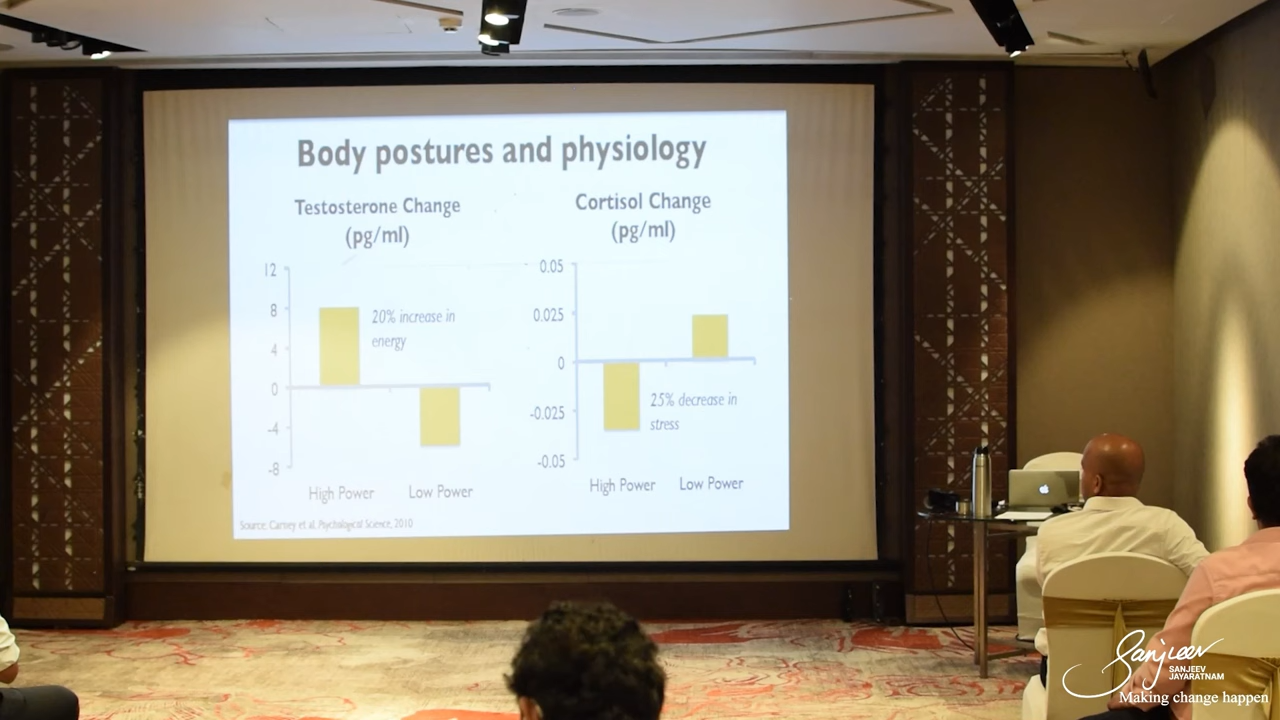 Body postures and physiology
Testosterone Change
(pg/ml)
12
8
4
0
-4
-8
20% increase in
energy
High Power
Low Power
Cortisol Change
(pg/ml)
0.05
0.025
0
-0.025
-0.05
25% decrease in
stress
High Power
Low Power
Source: Carney et al. Psychological Science, 2010
Sanjeev
SANJEEV
JAYARATNAM
Making change happen